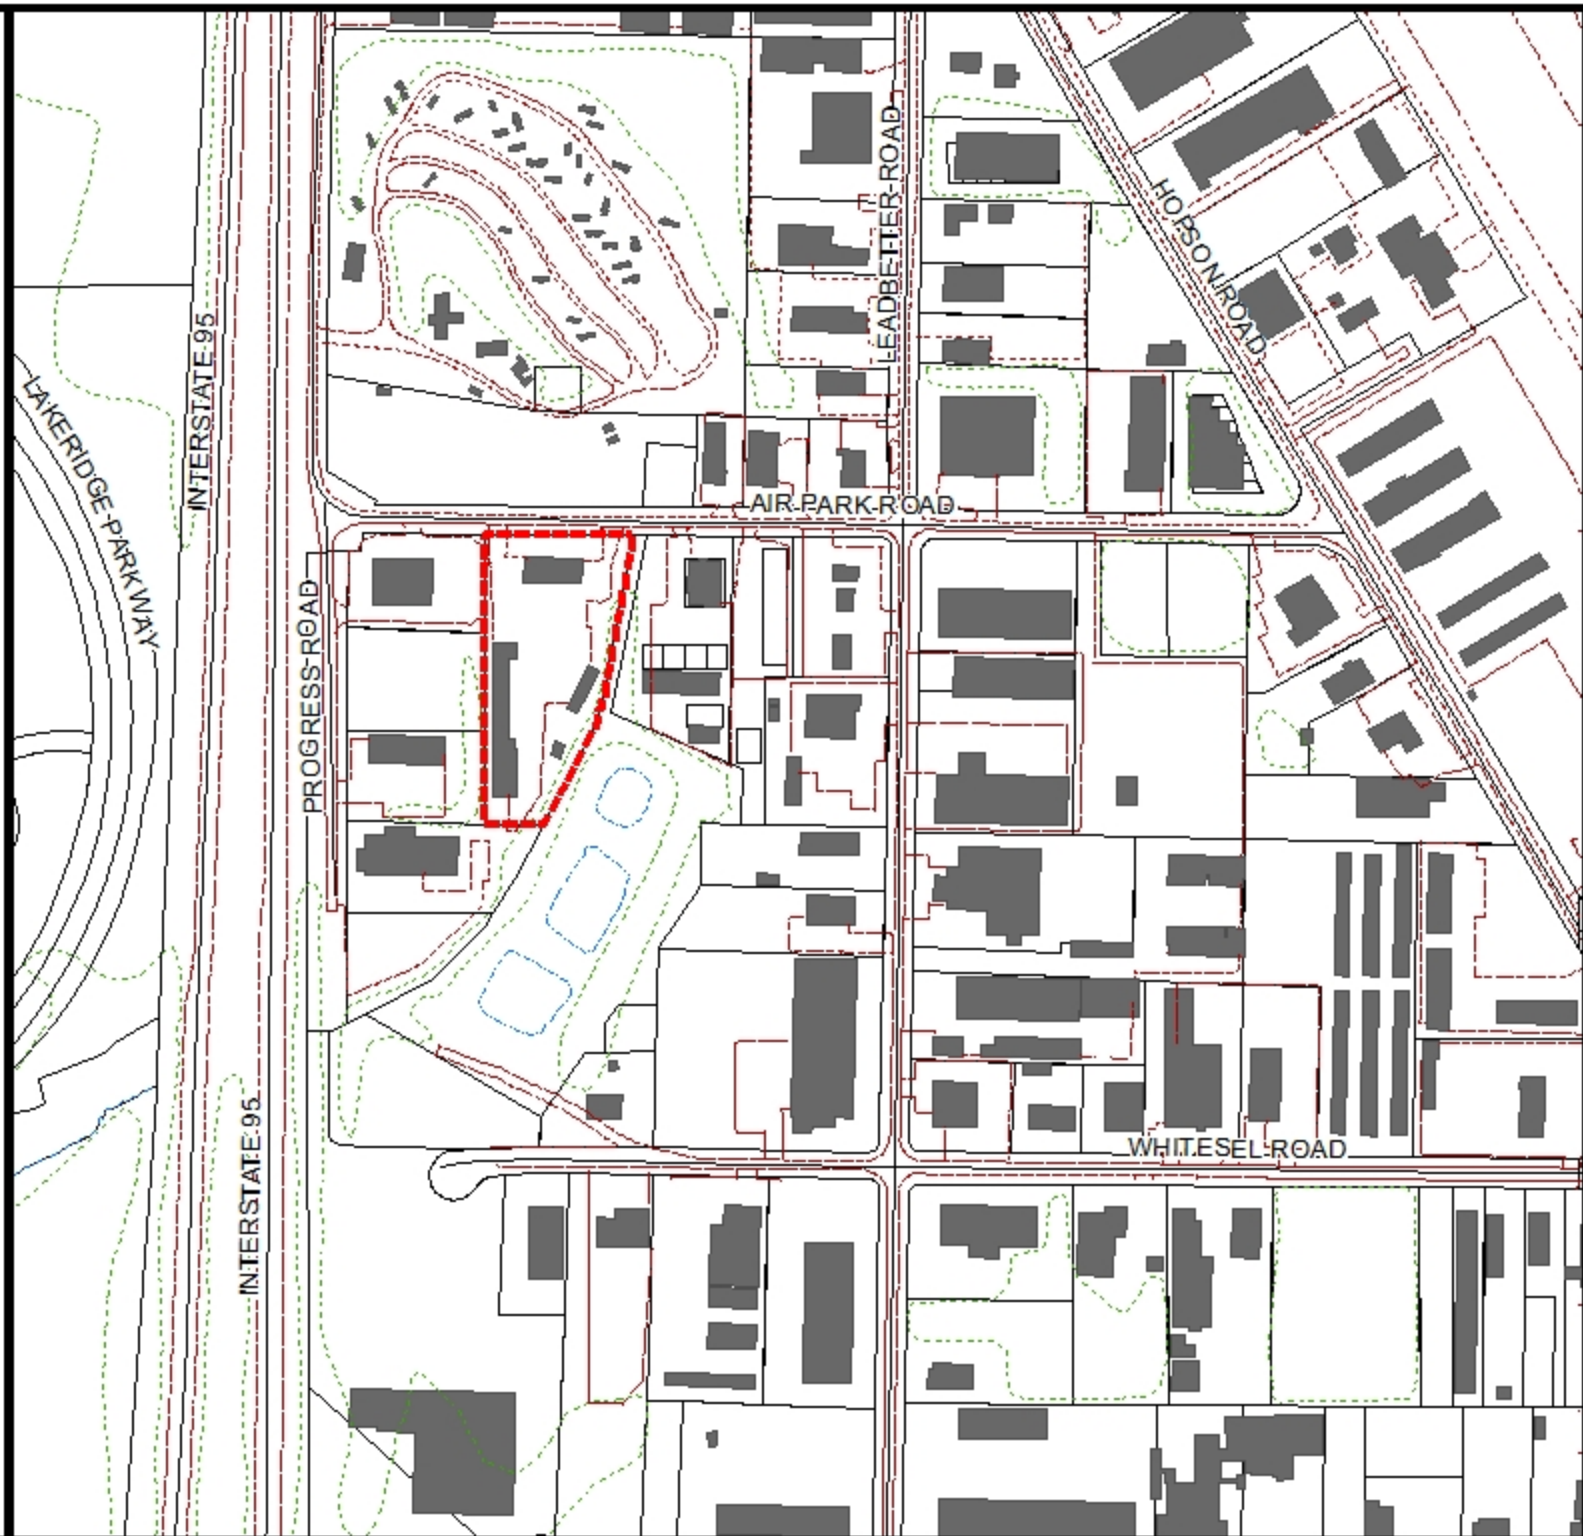 LEADBETTER ROAD
HOPSON ROAD
INTERSTATE 95
LAKERIDGE PARKWAY
AIR PARK ROAD
PROGRESS ROAD
INTERSTATE 95
WHITESEL ROAD